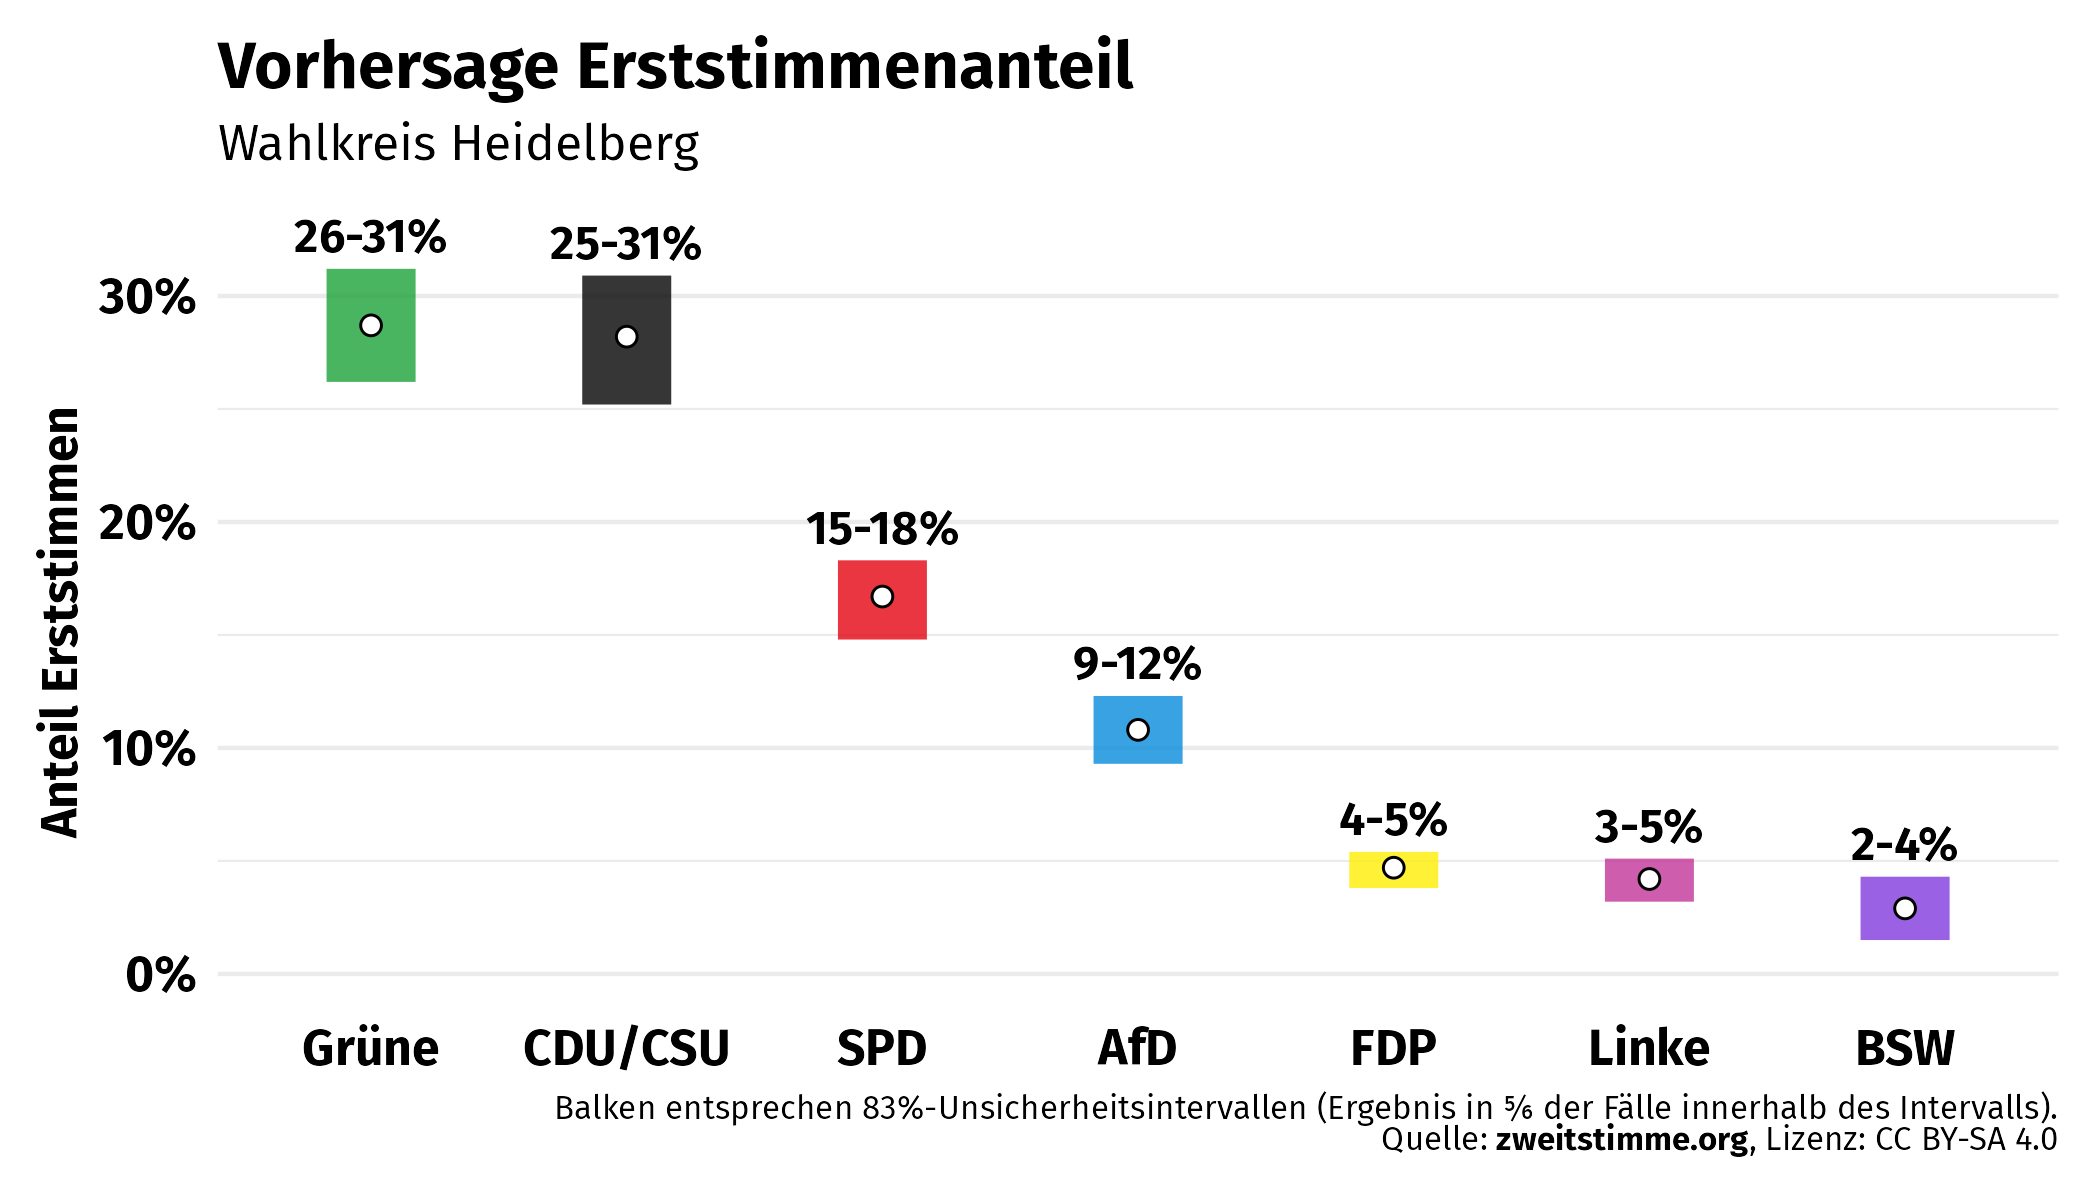 Vorhersage Erststimmenanteil
Wahlkreis Heidelberg
26-31%
25-31%
30%
20%
15-18%
9-12%
10%
4-5%
3-5%
2-4%
0%
Anteil Erststimmen
Grüne CDU/CSU SPD AfD FDP Linke BSW
Balken entsprechen 83%-Unsicherheitsintervallen (Ergebnis in ⅚ der Fälle innerhalb des Intervalls).
Quelle: zweitstimme.org, Lizenz: CC BY-SA 4.0